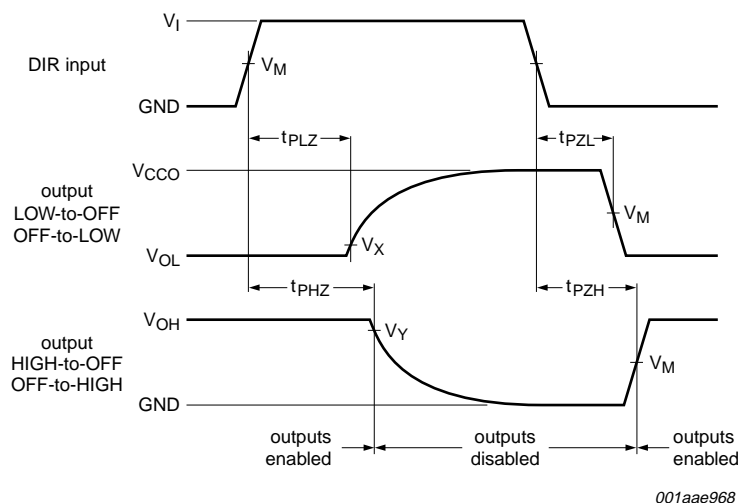 V_I
DIR input
V_M
GND
t_PLZ
t_PZL
V_CCO
output
LOW-to-OFF
OFF-to-LOW
V_M
V_X
V_OL
t_PHZ
t_PZH
V_OH
V_Y
output
HIGH-to-OFF
OFF-to-HIGH
V_M
GND
outputs
enabled
outputs
disabled
outputs
enabled
001aae968